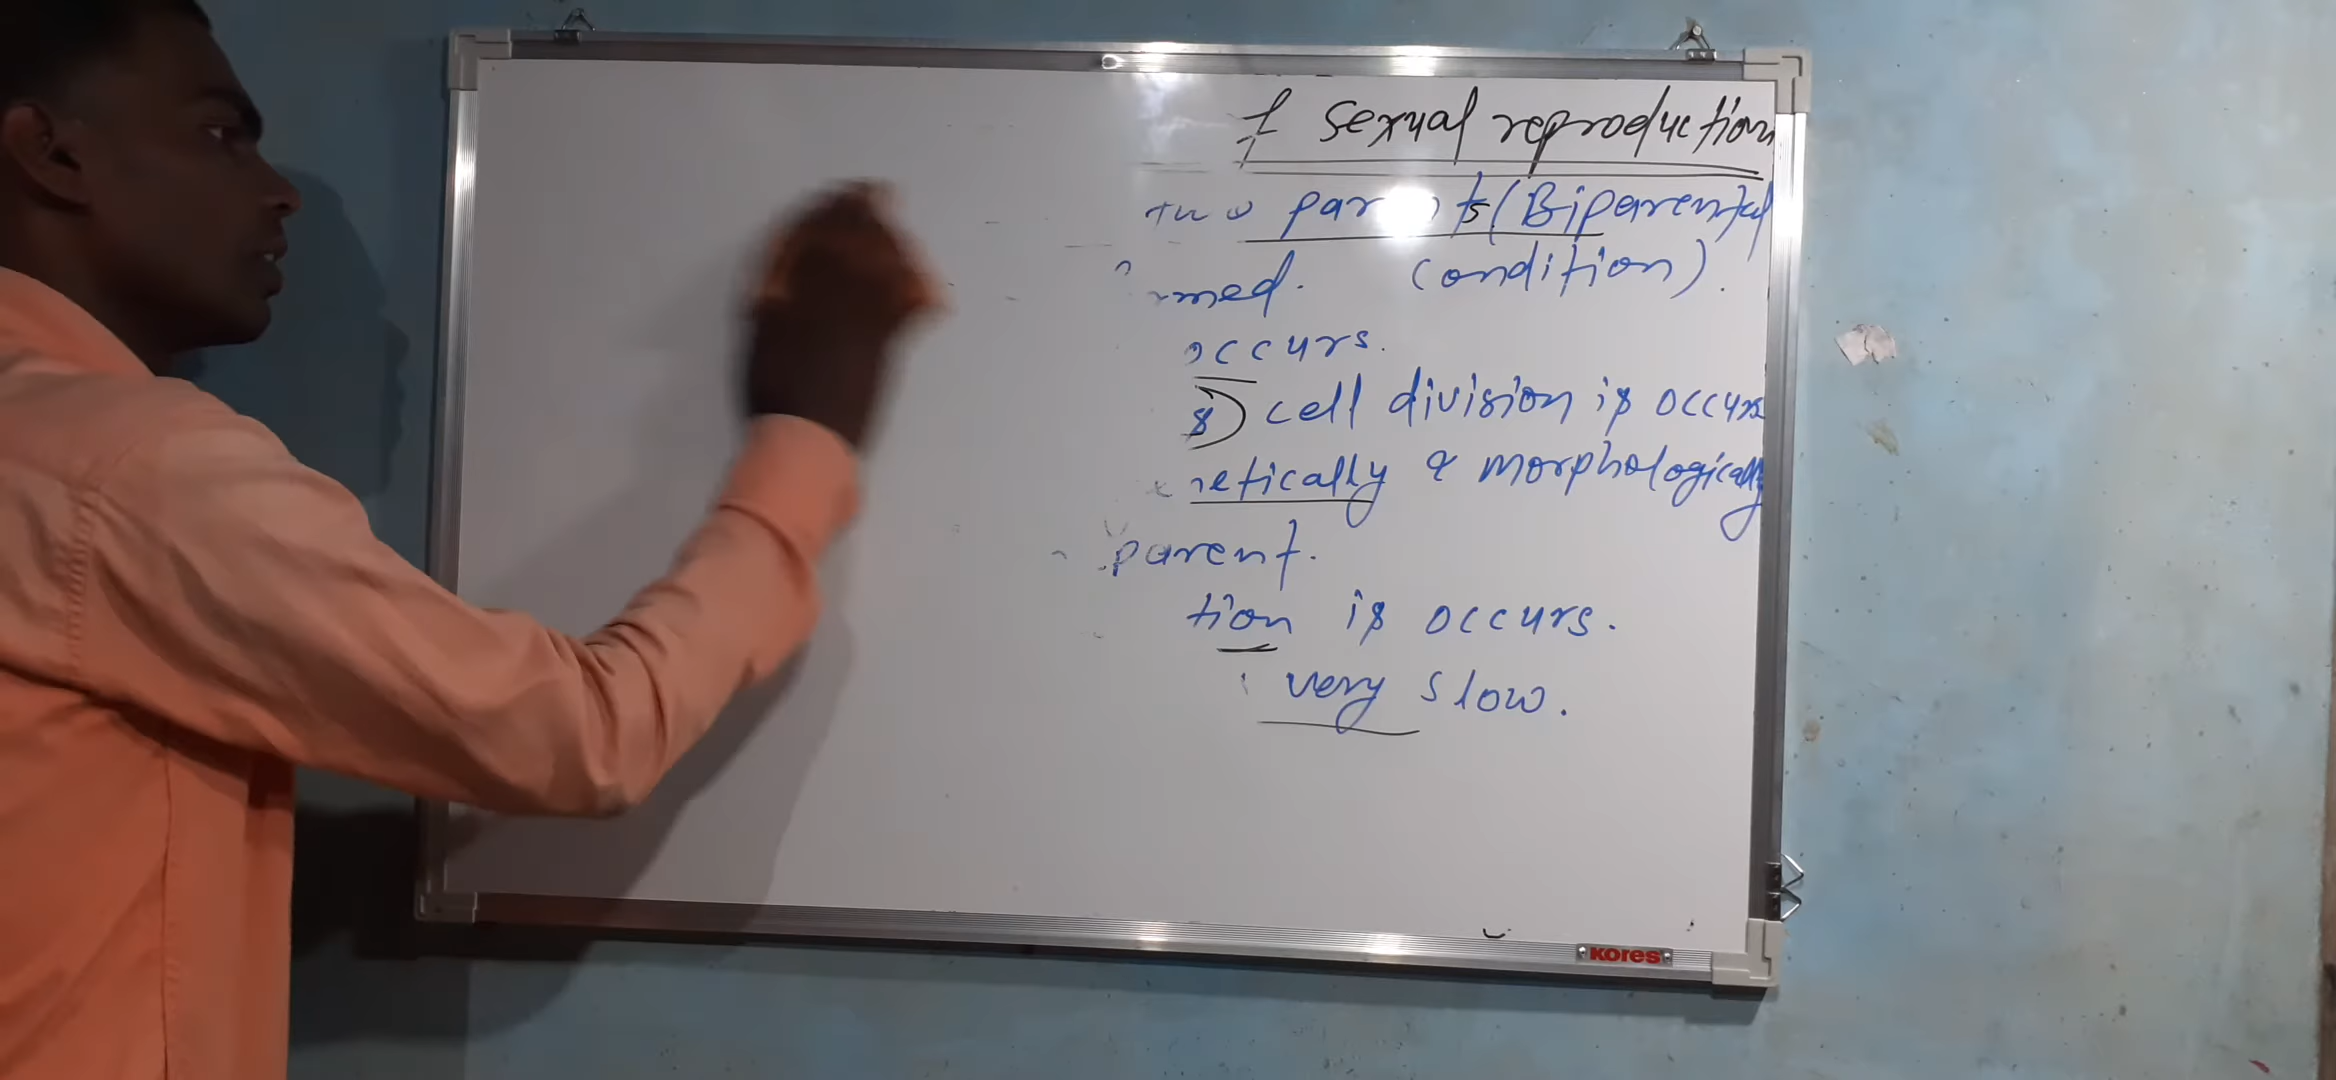 f sexual reproduction
two parents (Biparental
rmed. condition).
occurs.
s) cell division is occurs
netically & morphologically
parent.
tion is occurs.
very slow.
kores